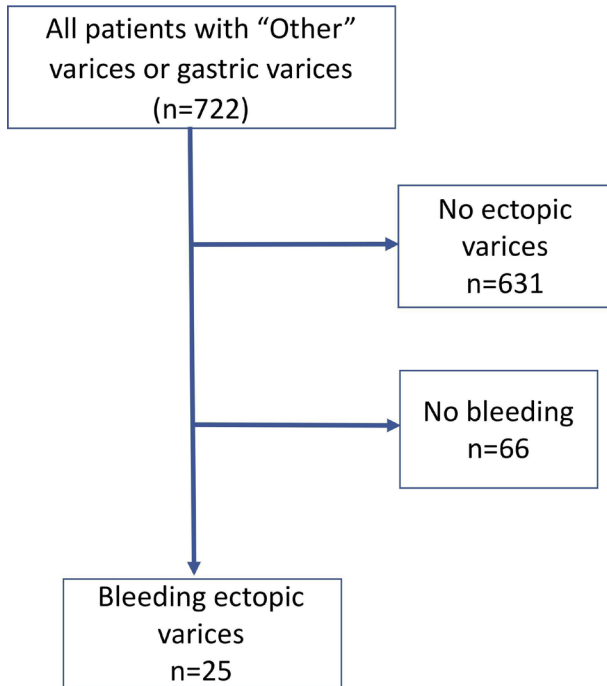 All patients with “Other”
varices or gastric varices
(n=722)
No ectopic
varices
n=631
No bleeding
n=66
Bleeding ectopic
varices
n=25